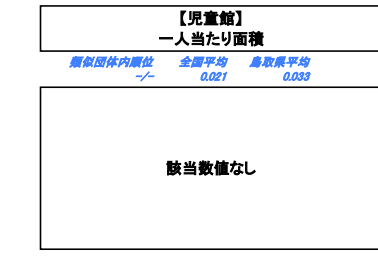 【児童館】
一人当たり面積
類似団体内順位 全国平均 鳥取県平均
-/- 0.021 0.033
該当数値なし